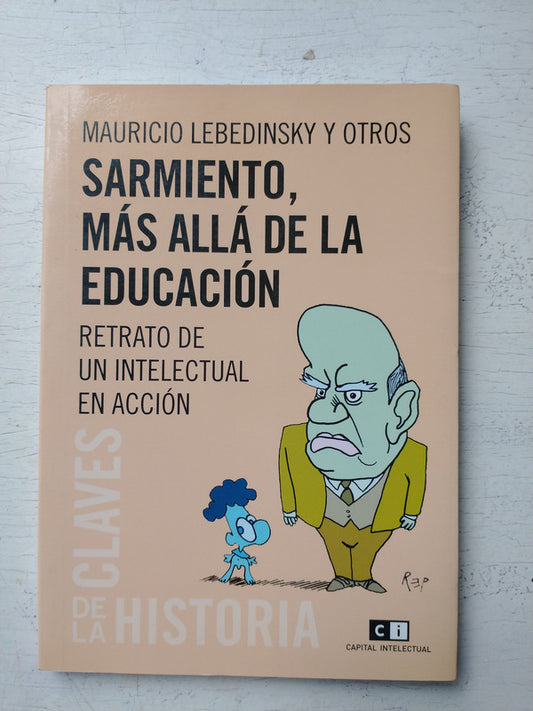 MAURICIO LEBEDINSKY Y OTROS
SARMIENTO,
MÁS ALLÁ DE LA
EDUCACIÓN
RETRATO DE
UN INTELECTUAL
EN ACCIÓN
CLAVES
DE
LA HISTORIA
REP
ci
CAPITAL INTELECTUAL